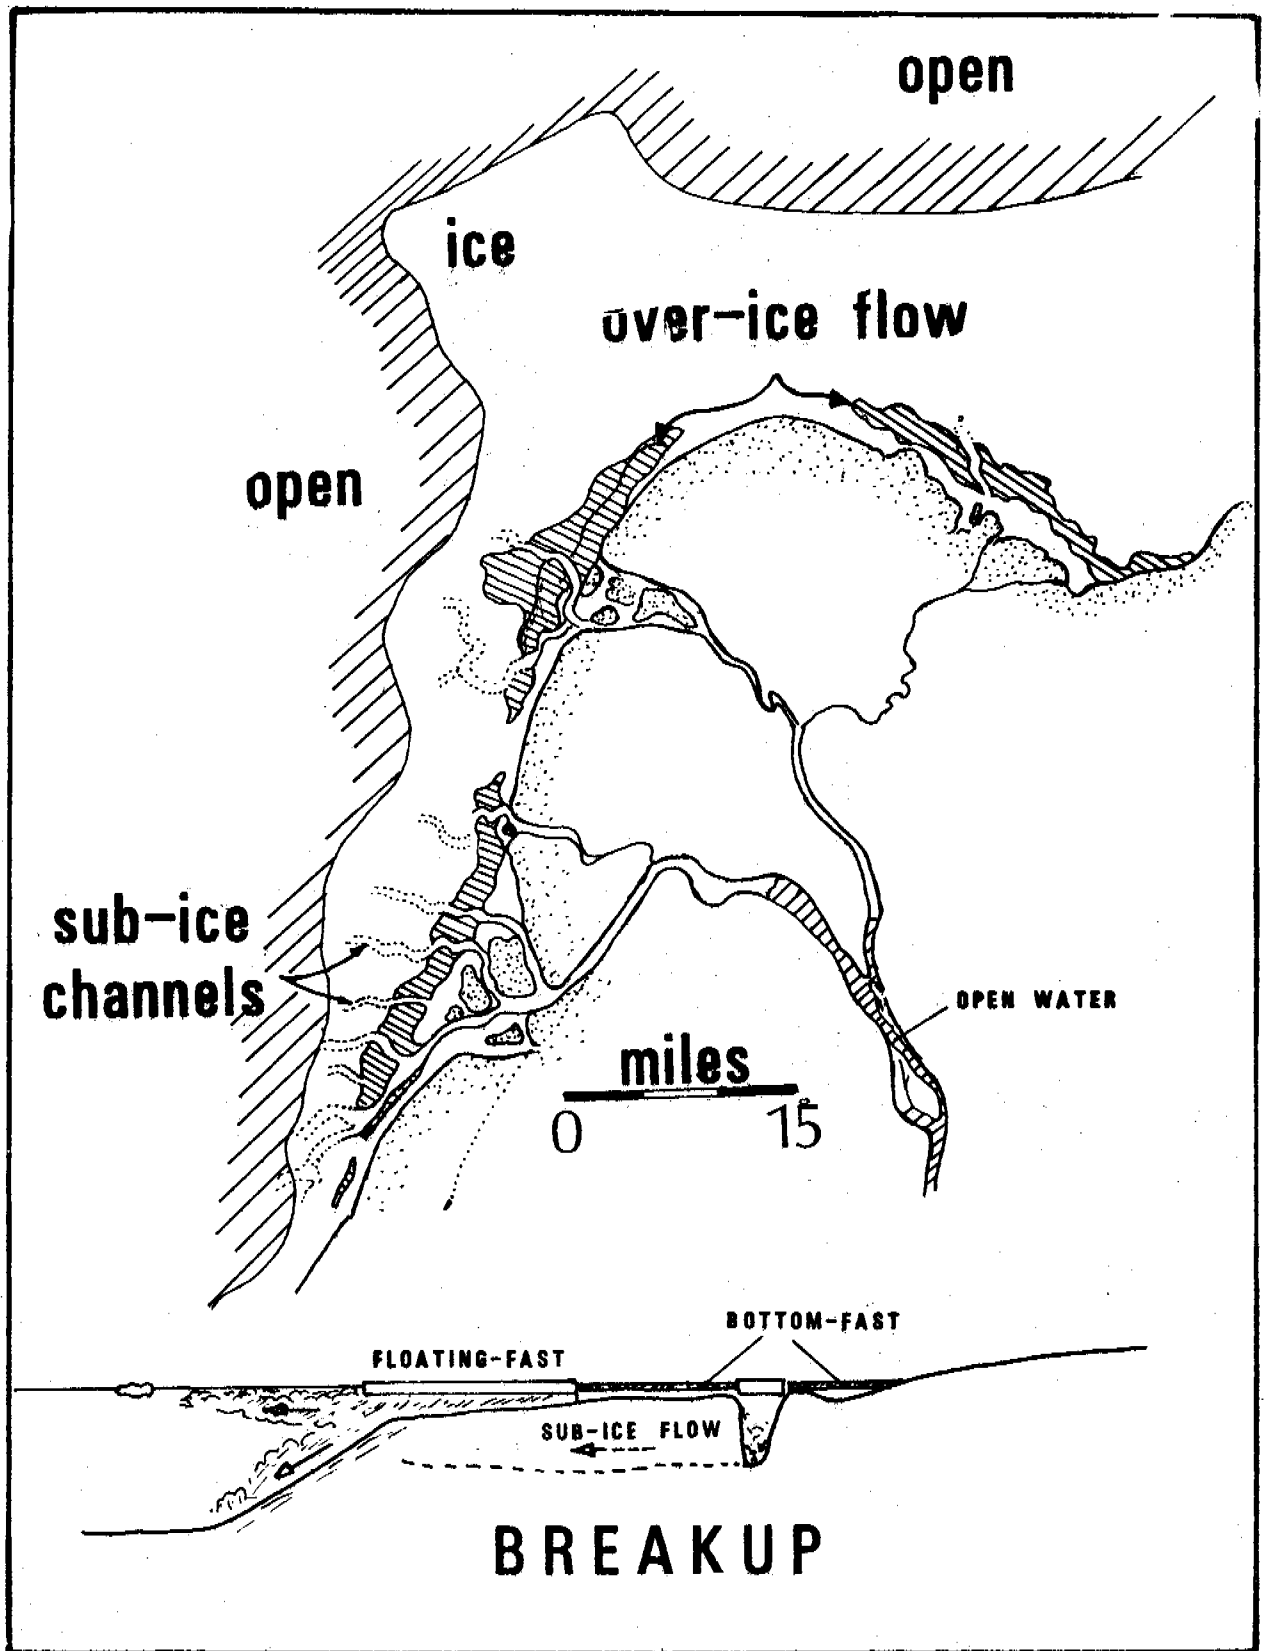 open
ice
over-ice flow
open
sub-ice
channels
OPEN WATER
miles
0 15
BOTTOM-FAST
FLOATING-FAST
SUB-ICE FLOW
BREAKUP